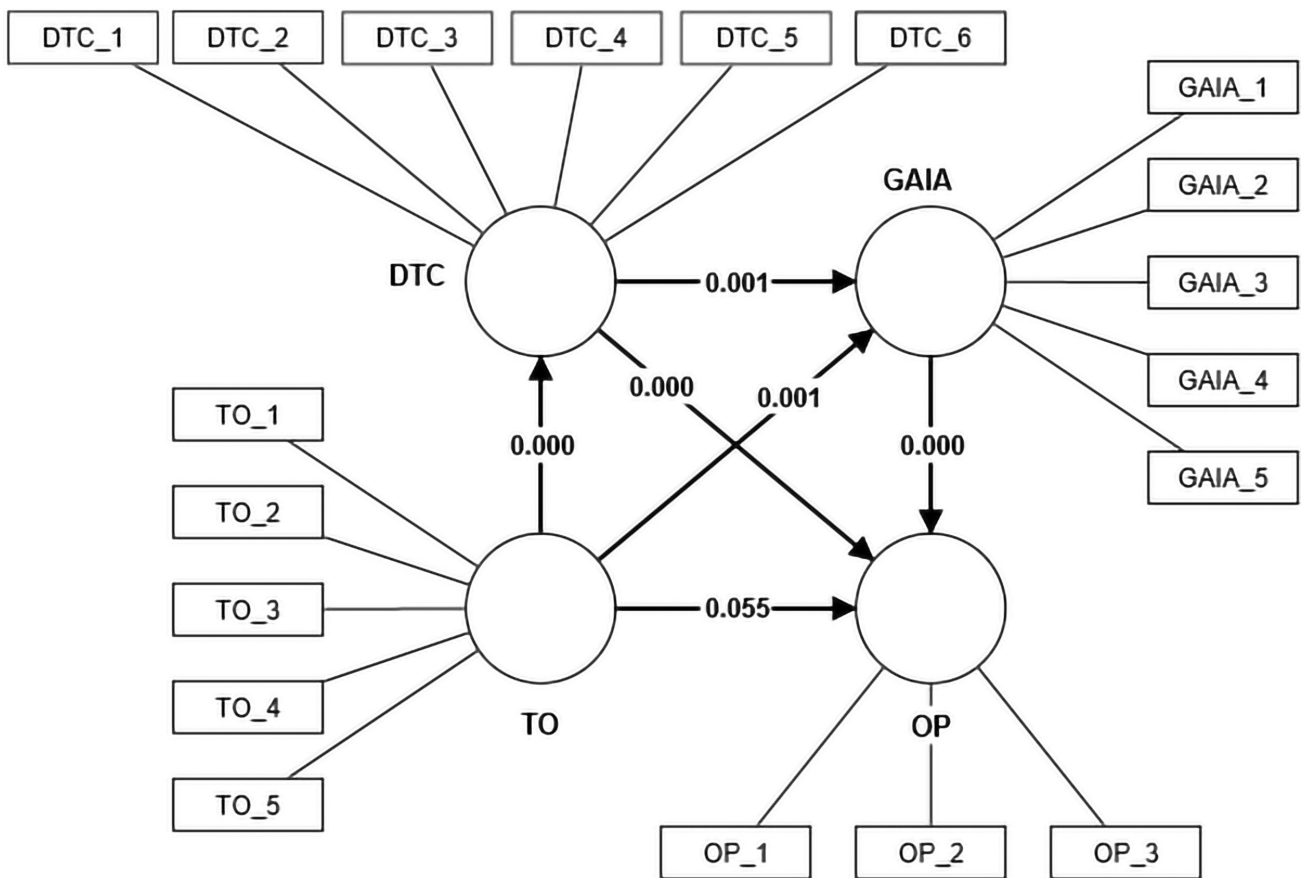 DTC_1
DTC_2
DTC_3
DTC_4
DTC_5
DTC_6
GAIA_1
GAIA
GAIA_2
DTC
0.001
GAIA_3
GAIA_4
0.000
0.001
TO_1
0.000
0.000
GAIA_5
TO_2
TO_3
0.055
TO_4
TO
OP
TO_5
OP_1
OP_2
OP_3